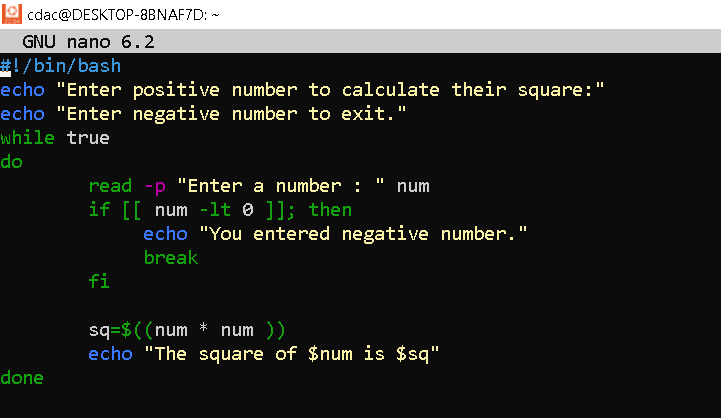 cdac@DESKTOP-8BNAF7D: ~
GNU nano 6.2
#!/bin/bash
echo "Enter positive number to calculate their square:"
echo "Enter negative number to exit."
while true
do
        read -p "Enter a number : " num
        if [[ num -lt 0 ]]; then
             echo "You entered negative number."
             break
        fi

        sq=$((num * num ))
        echo "The square of $num is $sq"
done